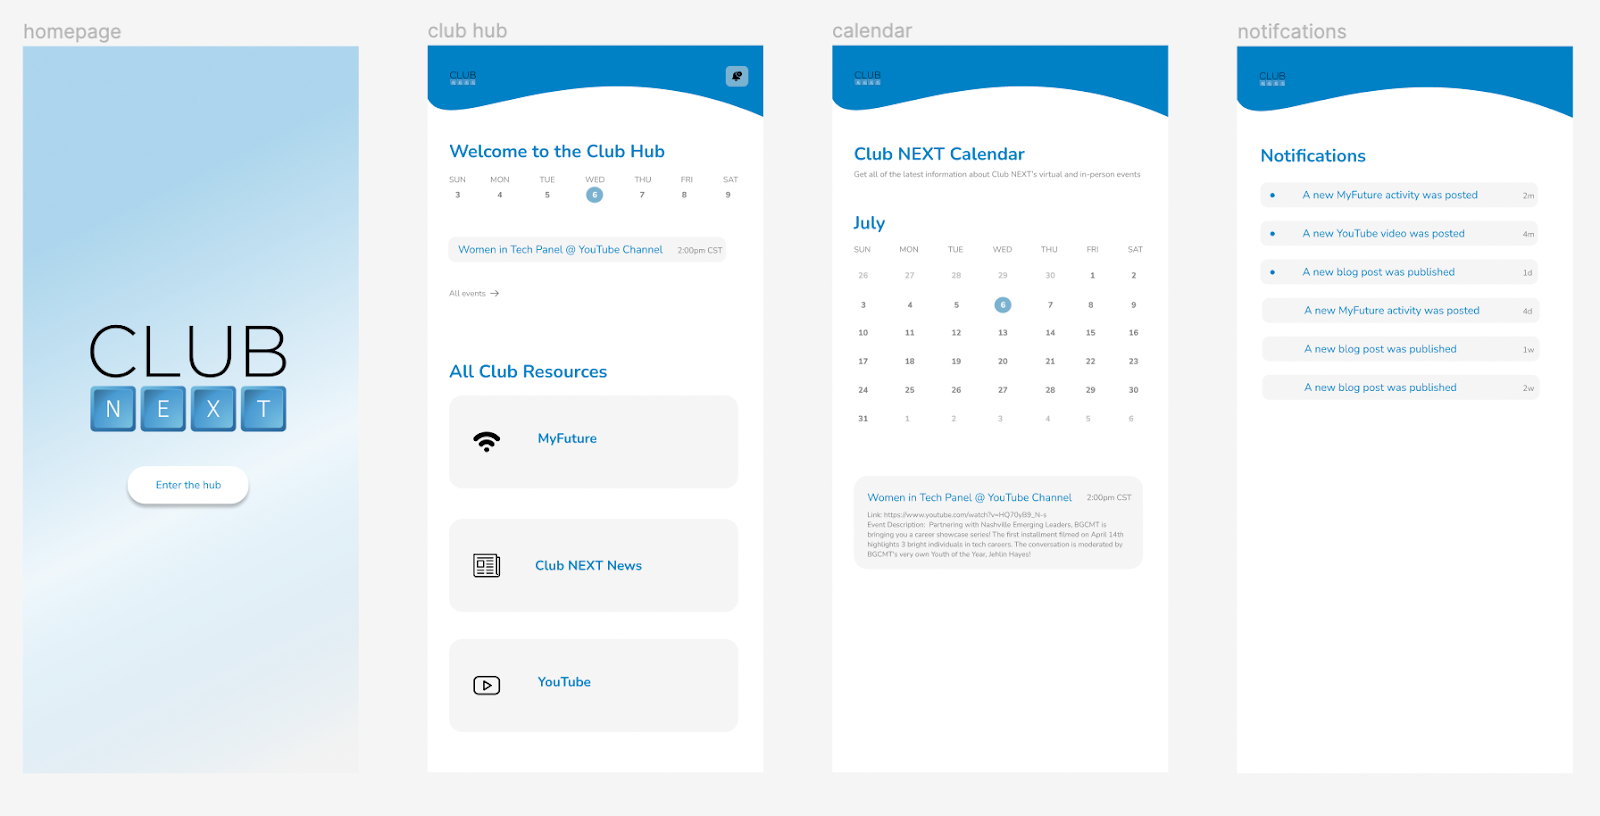 homepage
CLUB
N E X T
Enter the hub
club hub
CLUB
NEXT
Welcome to the Club Hub
SUN MON TUE WED THU FRI SAT
3 4 5 6 7 8 9
Women in Tech Panel @ YouTube Channel 2:00pm CST
All events →
All Club Resources
MyFuture
Club NEXT News
YouTube
calendar
CLUB
NEXT
Club NEXT Calendar
Get all of the latest information about Club NEXT's virtual and in-person events
July
SUN MON TUE WED THU FRI SAT
26 27 28 29 30 1 2
3 4 5 6 7 8 9
10 11 12 13 14 15 16
17 18 19 20 21 22 23
24 25 26 27 28 29 30
31 1 2 3 4 5 6
Women in Tech Panel @ YouTube Channel 2:00pm CST
Link: https://www.youtube.com/watch?v=HQ70yB9_N-s
Event Description: Partnering with Nashville Emerging Leaders, BGCMT is
bringing you a career showcase series! The first installment filmed on April 14th
highlights 3 bright individuals in tech careers. The conversation is moderated by
BGCMT's very own Youth of the Year, Jehlin Hayes!
notifcations
CLUB
NEXT
Notifications
A new MyFuture activity was posted 2m
A new YouTube video was posted 4m
A new blog post was published 1d
A new MyFuture activity was posted 4d
A new blog post was published 1w
A new blog post was published 2w